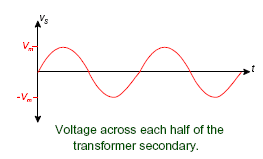 vs
Vm
t
-Vm
Voltage across each half of the
transformer secondary.